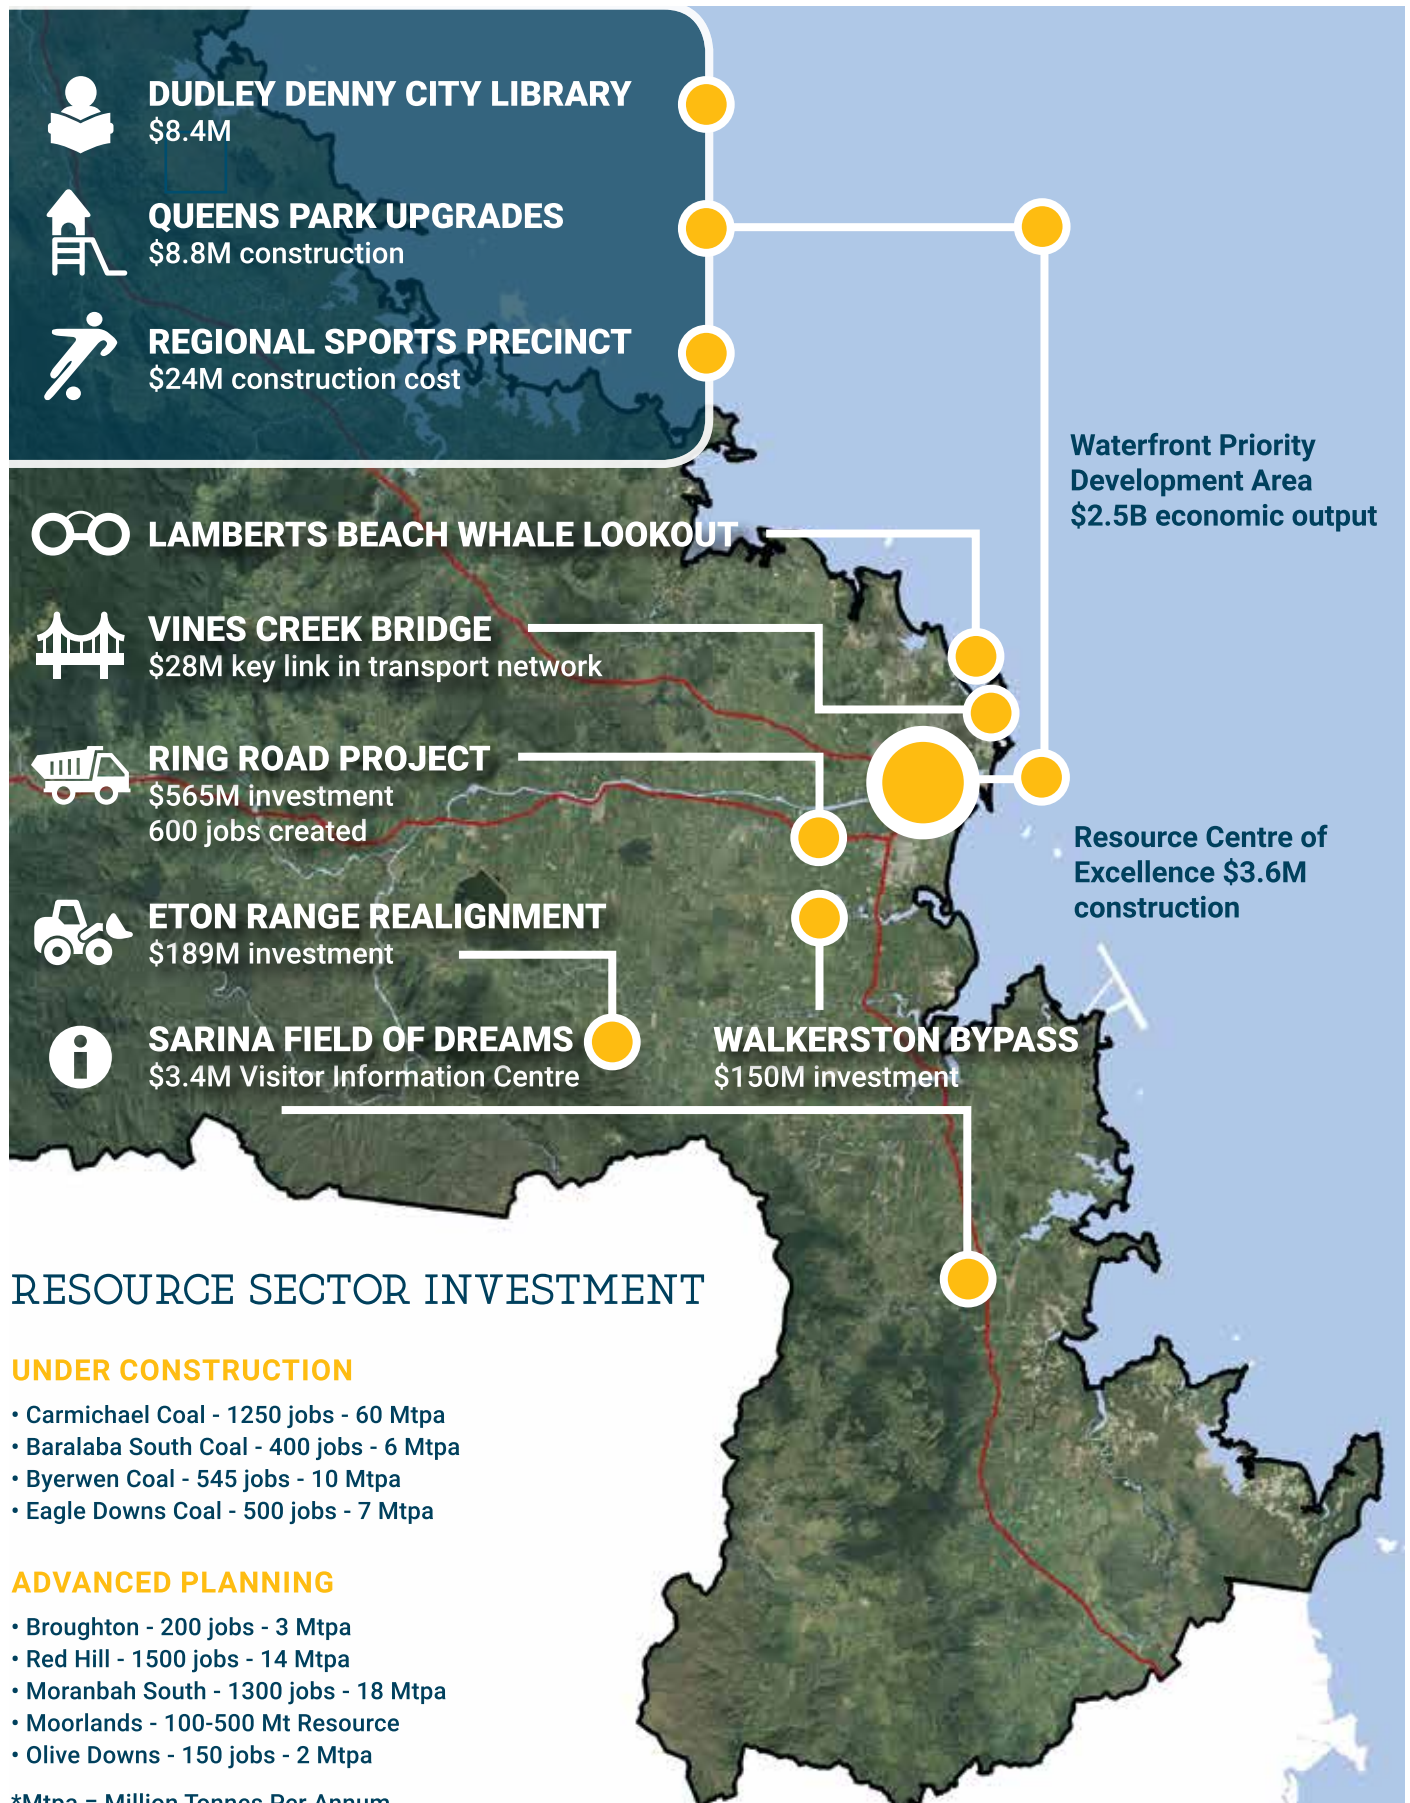 DUDLEY DENNY CITY LIBRARY
$8.4M
QUEENS PARK UPGRADES
$8.8M construction
REGIONAL SPORTS PRECINCT
$24M construction cost
Waterfront Priority
Development Area
$2.5B economic output
LAMBERTS BEACH WHALE LOOKOUT
VINES CREEK BRIDGE
$28M key link in transport network
RING ROAD PROJECT
$565M investment
600 jobs created
Resource Centre of
Excellence $3.6M
construction
ETON RANGE REALIGNMENT
$189M investment
SARINA FIELD OF DREAMS
$3.4M Visitor Information Centre
WALKERSTON BYPASS
$150M investment
RESOURCE SECTOR INVESTMENT
UNDER CONSTRUCTION
• Carmichael Coal - 1250 jobs - 60 Mtpa
• Baralaba South Coal - 400 jobs - 6 Mtpa
• Byerwen Coal - 545 jobs - 10 Mtpa
• Eagle Downs Coal - 500 jobs - 7 Mtpa
ADVANCED PLANNING
• Broughton - 200 jobs - 3 Mtpa
• Red Hill - 1500 jobs - 14 Mtpa
• Moranbah South - 1300 jobs - 18 Mtpa
• Moorlands - 100-500 Mt Resource
• Olive Downs - 150 jobs - 2 Mtpa
*Mtpa = Million Tonnes Per Annum